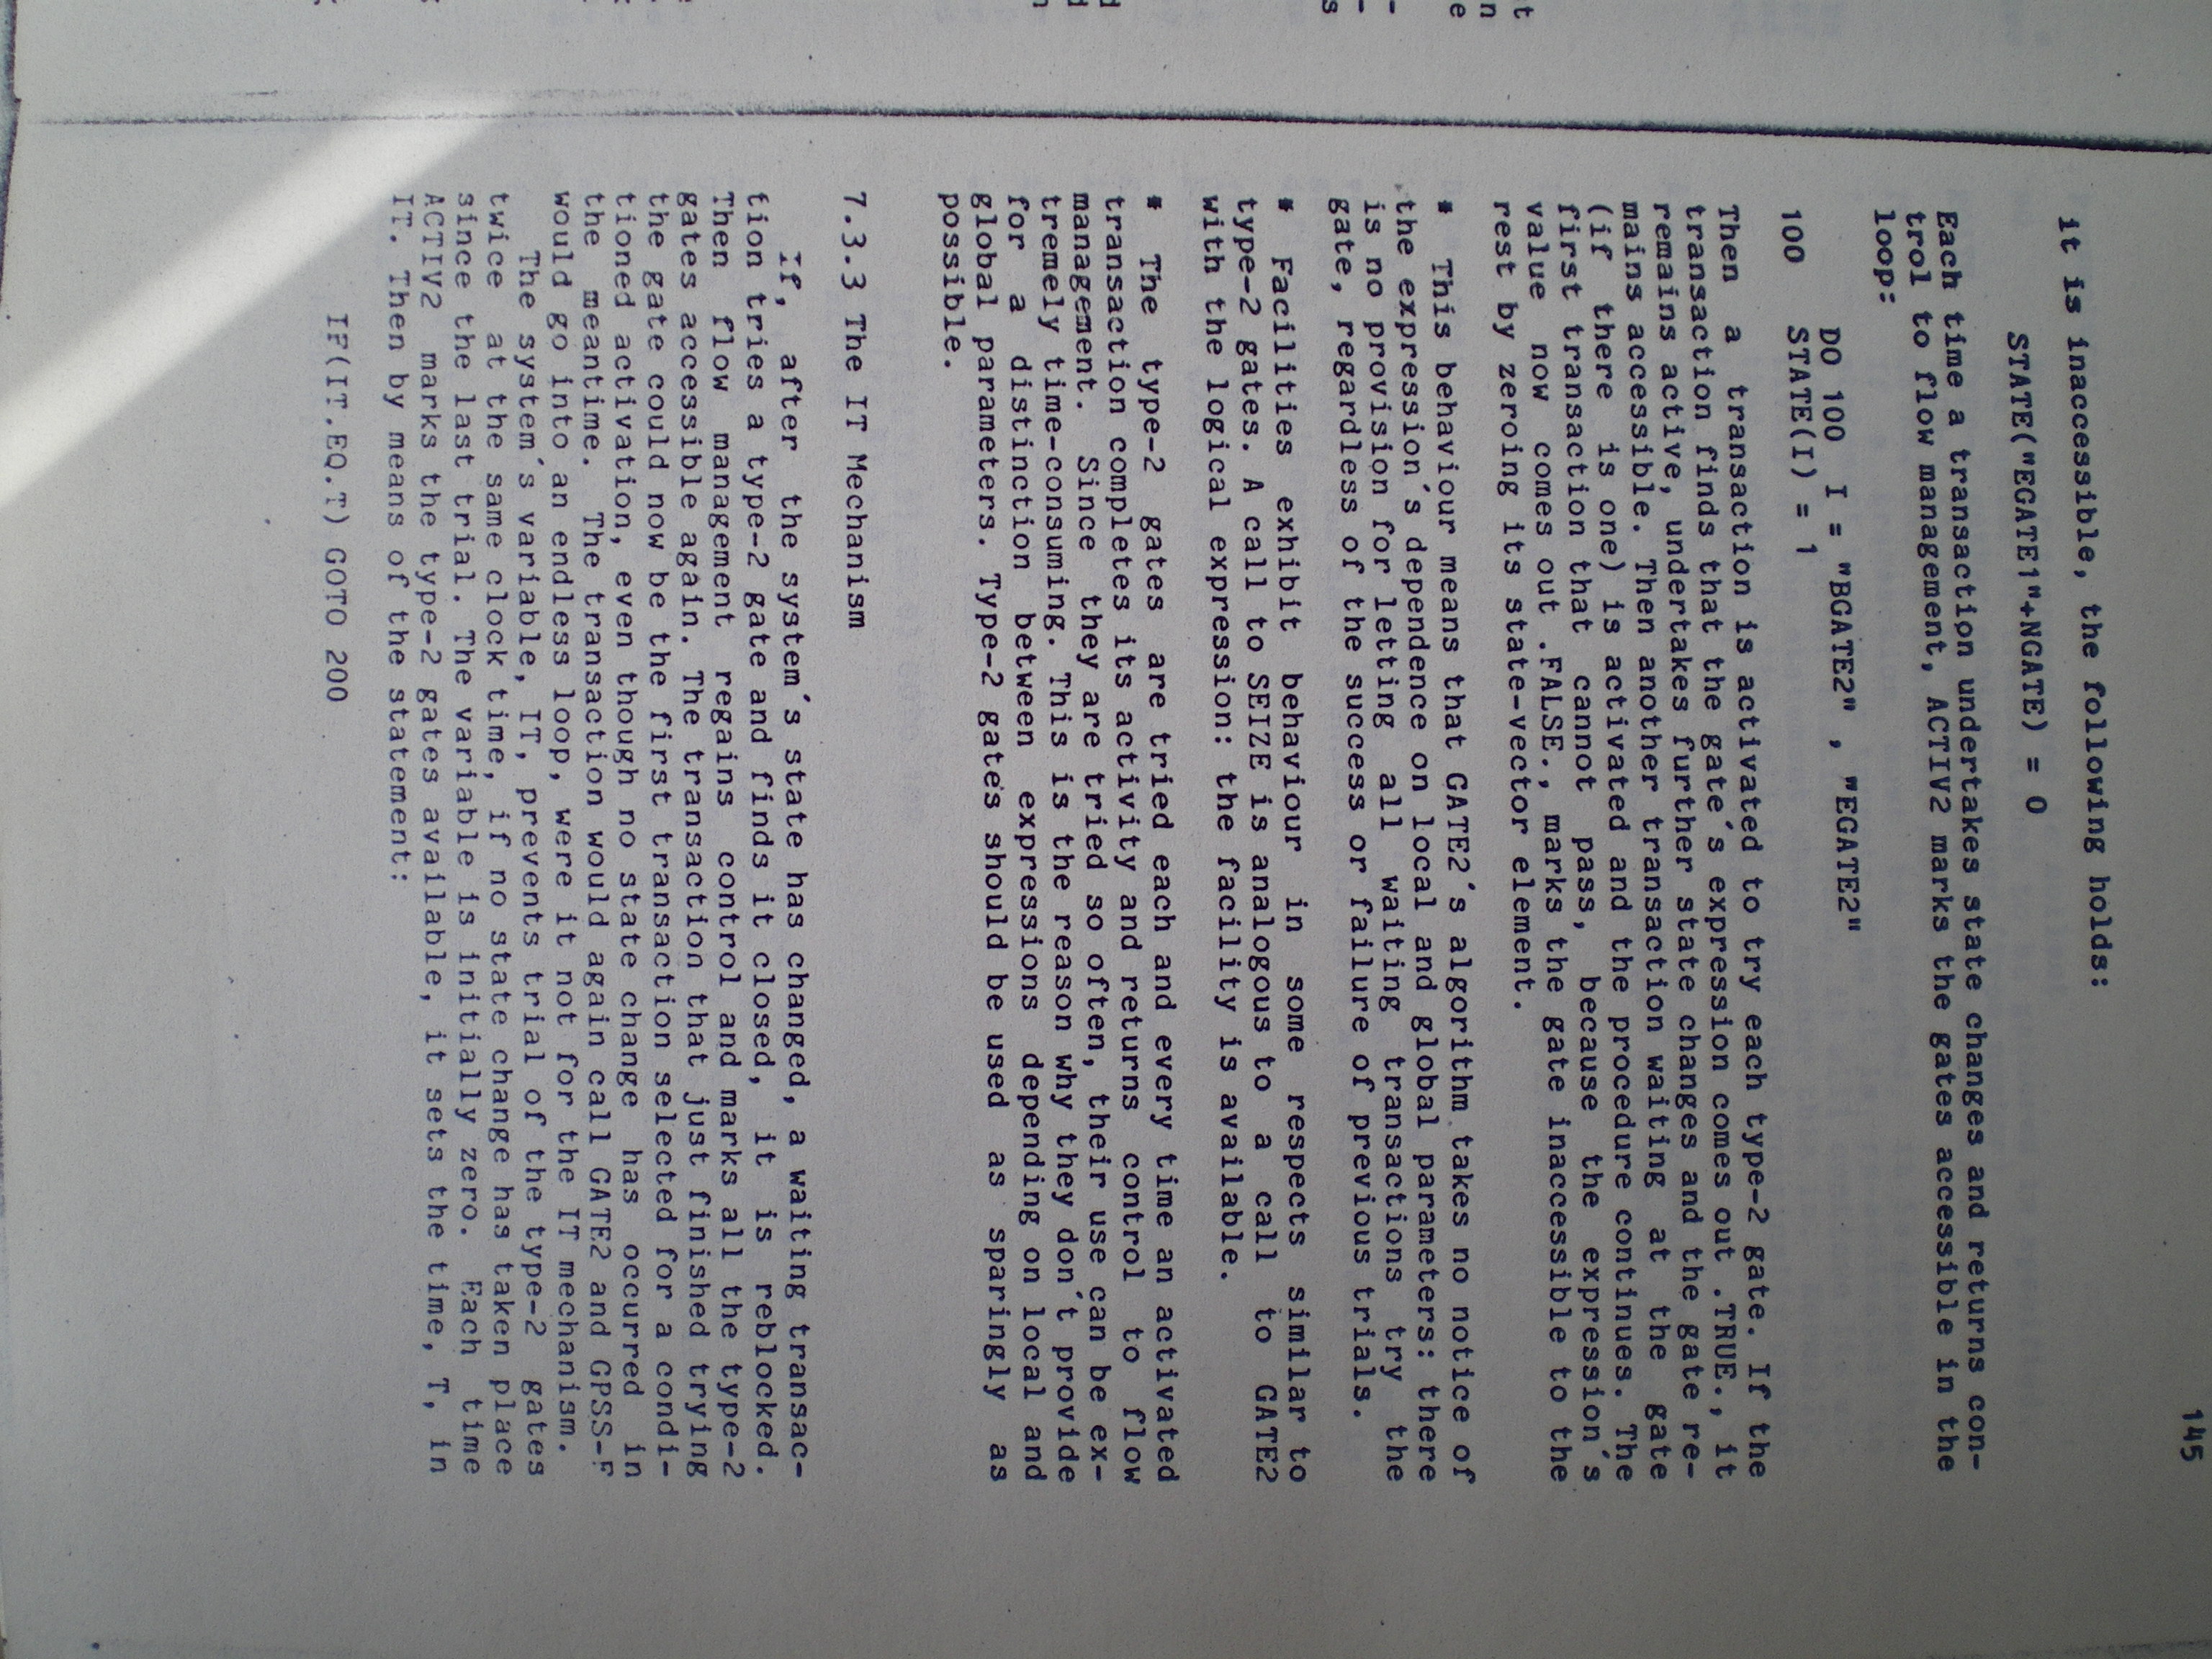 145
it is inaccessible, the following holds:
STATE("EGATE1"+NGATE) = 0
Each time a transaction undertakes state changes and returns con-
trol to flow management, ACTIV2 marks the gates accessible in the
loop:
DO 100 I = "BGATE2" , "EGATE2"
100 STATE(I) = 1
Then a transaction is activated to try each type-2 gate. If the
transaction finds that the gate´s expression comes out .TRUE., it
remains active, undertakes further state changes and the gate re-
mains accessible. Then another transaction waiting at the gate
(if there is one) is activated and the procedure continues. The
first transaction that cannot pass, because the expression´s
value now comes out .FALSE., marks the gate inaccessible to the
rest by zeroing its state-vector element.
* This behaviour means that GATE2´s algorithm takes no notice of
the expression´s dependence on local and global parameters: there
is no provision for letting all waiting transactions try the
gate, regardless of the success or failure of previous trials.
* Facilities exhibit behaviour in some respects similar to
type-2 gates. A call to SEIZE is analogous to a call to GATE2
with the logical expression: the facility is available.
* The type-2 gates are tried each and every time an activated
transaction completes its activity and returns control to flow
management. Since they are tried so often, their use can be ex-
tremely time-consuming. This is the reason why they don´t provide
for a distinction between expressions depending on local and
global parameters. Type-2 gate´s should be used as sparingly as
possible.
7.3.3 The IT Mechanism
If, after the system´s state has changed, a waiting transac-
tion tries a type-2 gate and finds it closed, it is reblocked.
Then flow management regains control and marks all the type-2
gates accessible again. The transaction that just finished trying
the gate could now be the first transaction selected for a condi-
tioned activation, even though no state change has occurred in
the meantime. The transaction would again call GATE2 and GPSS-F
would go into an endless loop, were it not for the IT mechanism.
The system´s variable, IT, prevents trial of the type-2 gates
twice at the same clock time, if no state change has taken place
since the last trial. The variable is initially zero. Each time
ACTIV2 marks the type-2 gates available, it sets the time, T, in
IT. Then by means of the statement:
IF(IT.EQ.T) GOTO 200